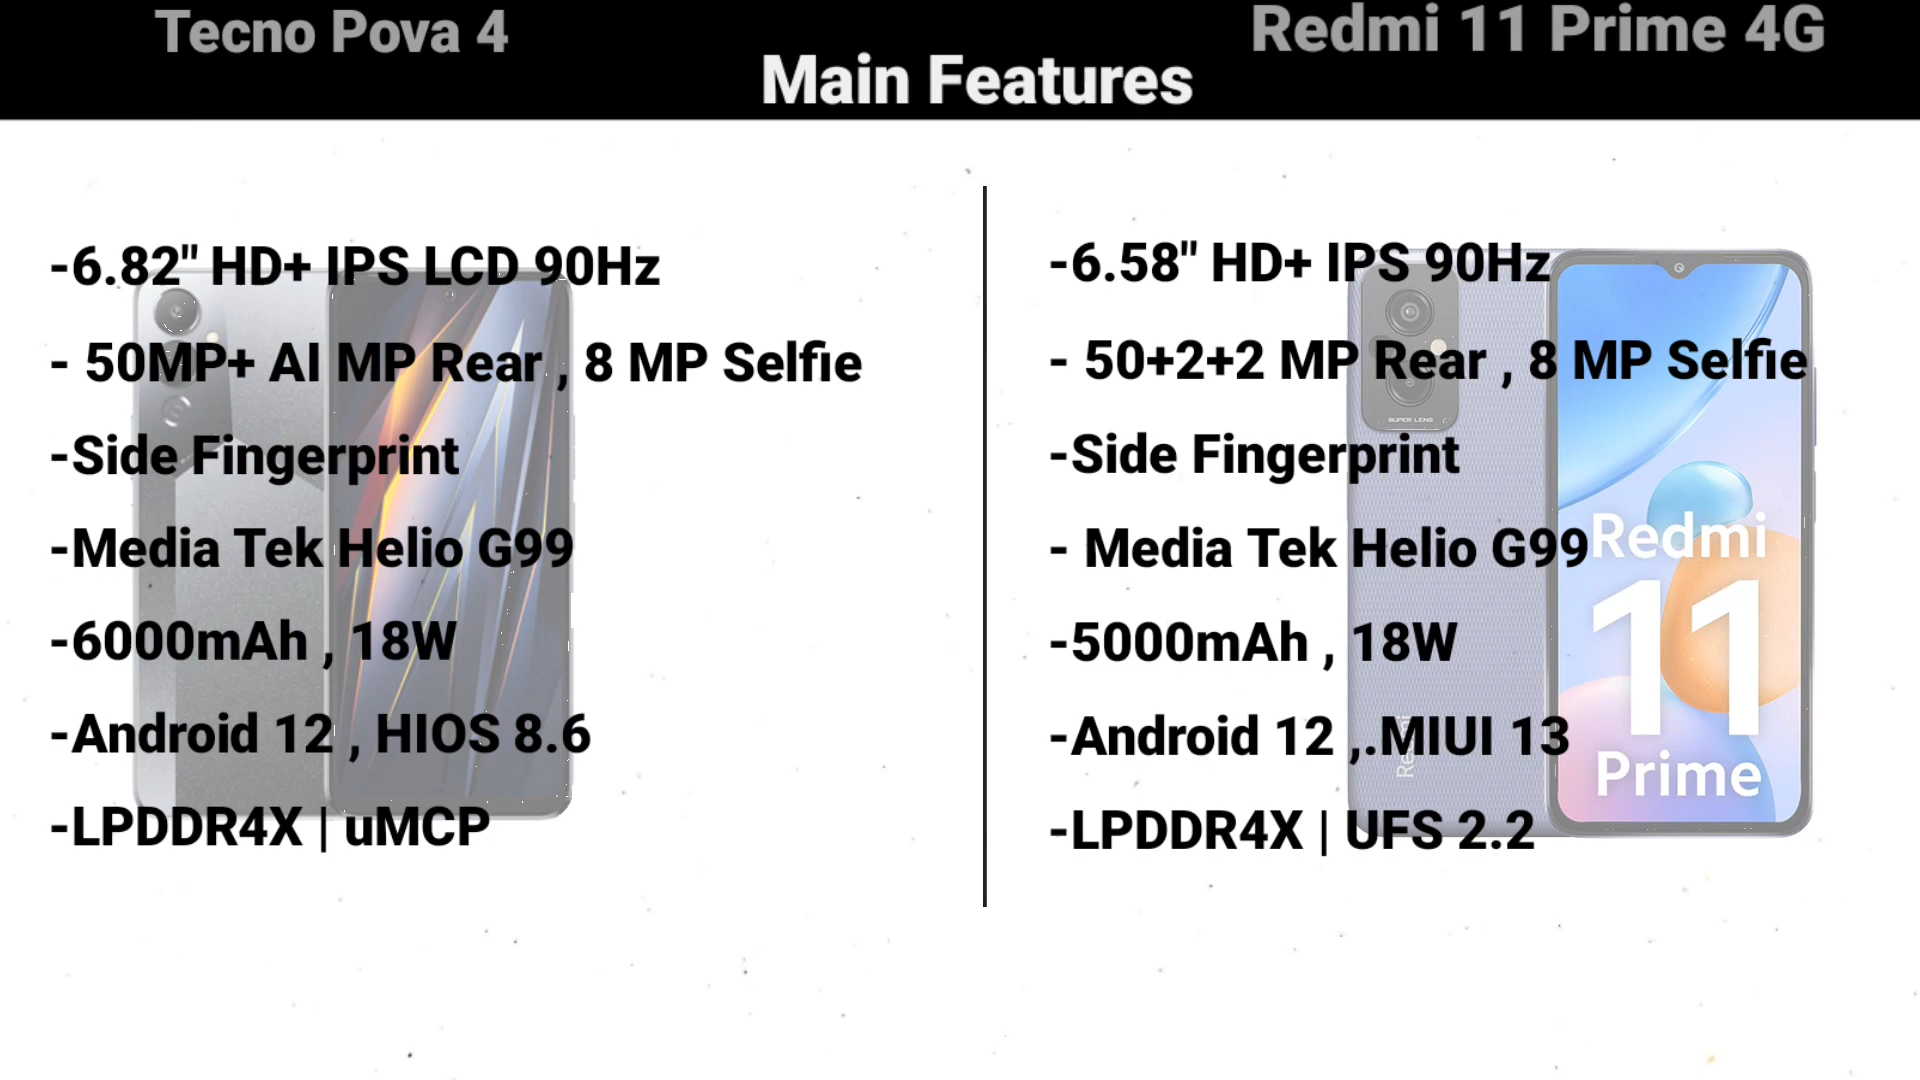 Tecno Pova 4
Redmi 11 Prime 4G
Main Features
-6.82" HD+ IPS LCD 90Hz
- 50MP+ AI MP Rear , 8 MP Selfie
-Side Fingerprint
-Media Tek Helio G99
-6000mAh , 18W
-Android 12 , HIOS 8.6
-LPDDR4X | uMCP
-6.58" HD+ IPS 90Hz
- 50+2+2 MP Rear , 8 MP Selfie
-Side Fingerprint
- Media Tek Helio G99
-5000mAh , 18W
-Android 12 ,.MIUI 13
-LPDDR4X | UFS 2.2
SUPER LENS
Redmi
Redmi
11
Prime